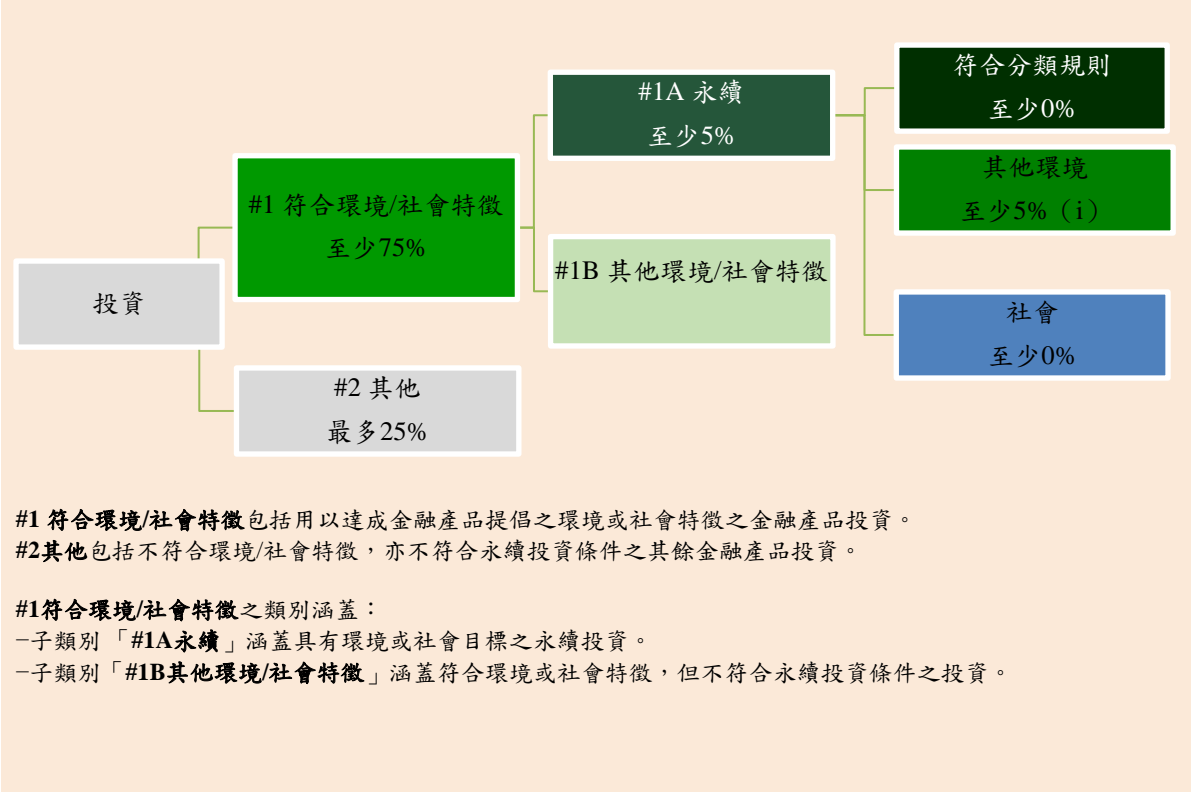 投資
#1 符合環境/社會特徵
至少75%
#2 其他
最多25%
#1A 永續
至少5%
#1B 其他環境/社會特徵
符合分類規則
至少0%
其他環境
至少5%（i）
社會
至少0%
#1 符合環境/社會特徵包括用以達成金融產品提倡之環境或社會特徵之金融產品投資。
#2其他包括不符合環境/社會特徵，亦不符合永續投資條件之其餘金融產品投資。
#1符合環境/社會特徵之類別涵蓋：
−子類別「#1A永續」涵蓋具有環境或社會目標之永續投資。
−子類別「#1B其他環境/社會特徵」涵蓋符合環境或社會特徵，但不符合永續投資條件之投資。